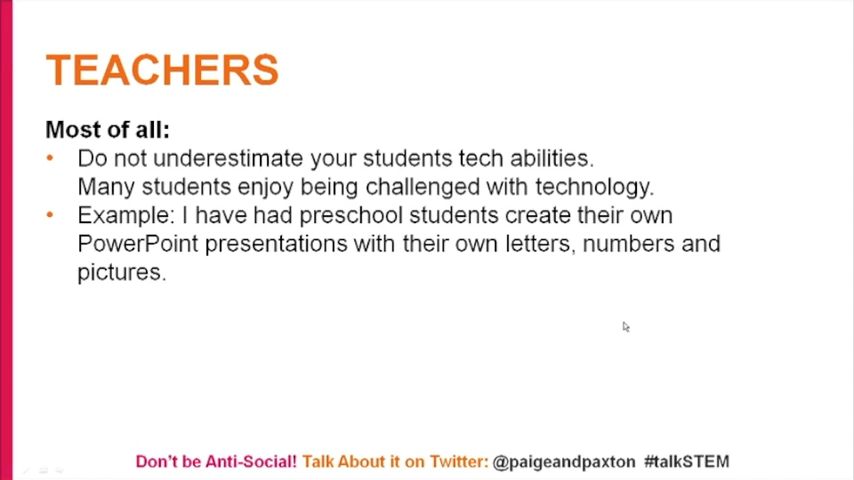 TEACHERS
Most of all:
• Do not underestimate your students tech abilities.
Many students enjoy being challenged with technology.
• Example: I have had preschool students create their own
PowerPoint presentations with their own letters, numbers and
pictures.
Don't be Anti-Social! Talk About it on Twitter: @paigeandpaxton #talkSTEM